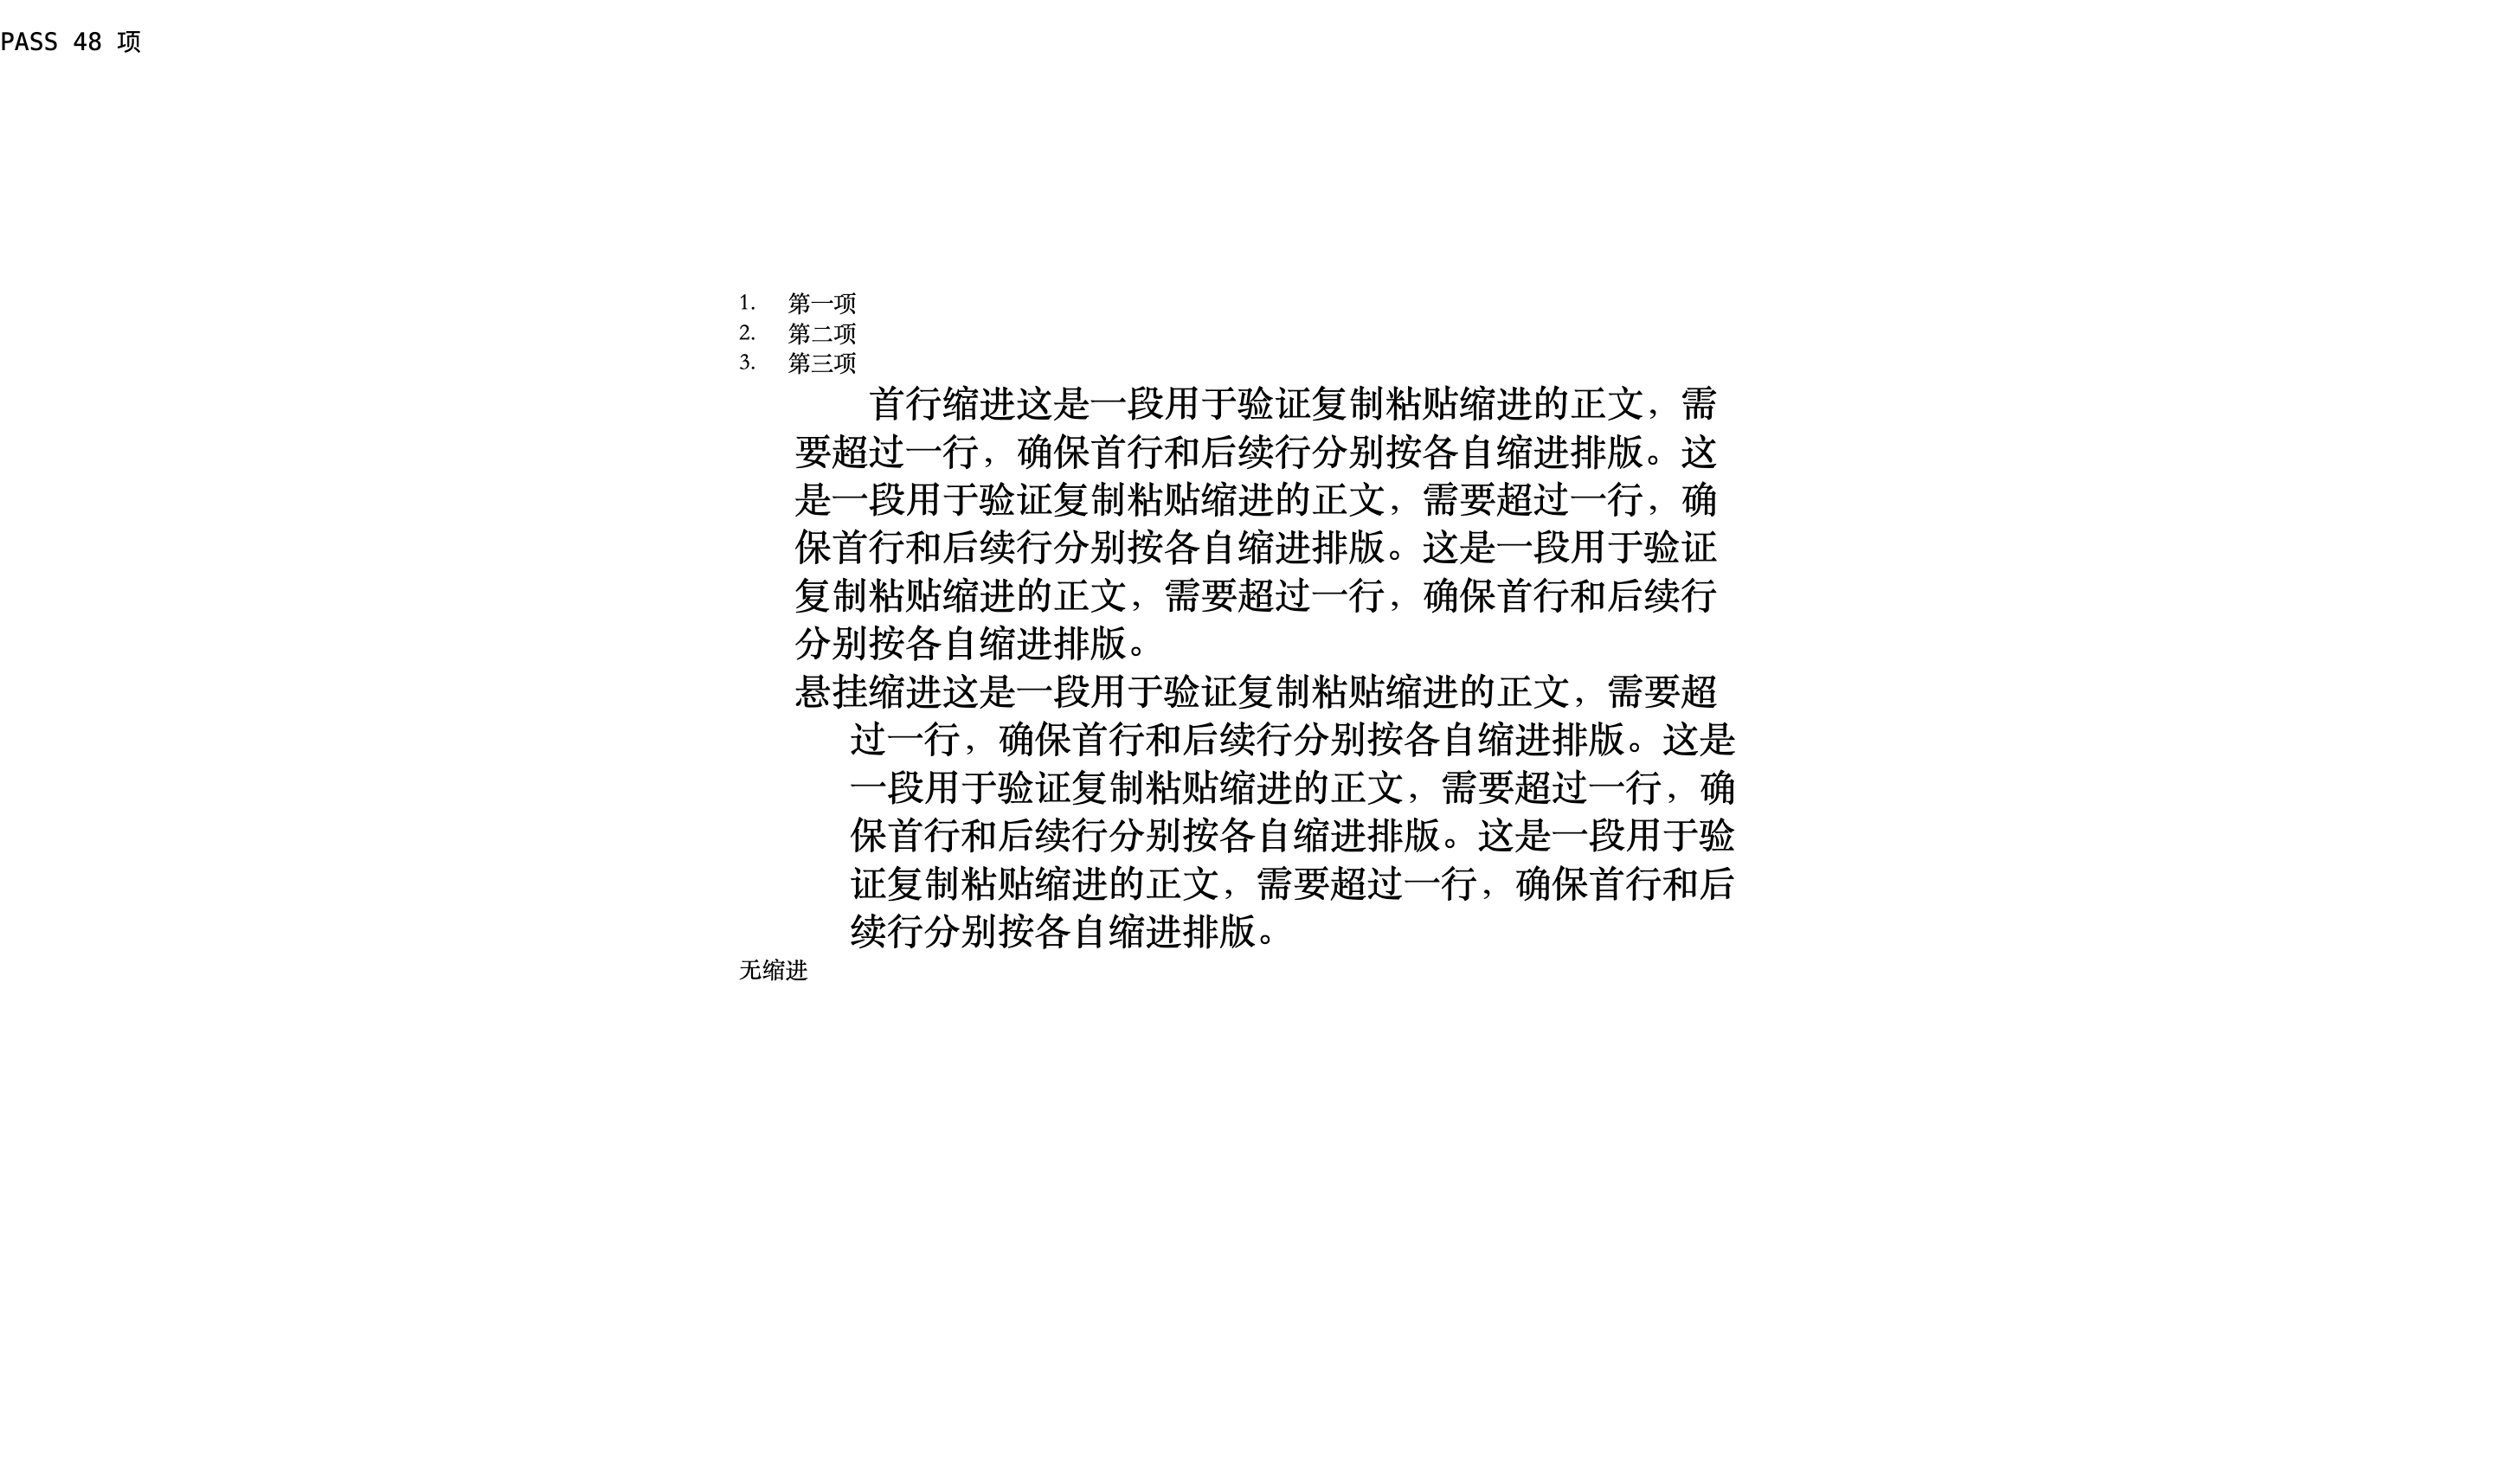 PASS 48 项
1. 第一项
2. 第二项
3. 第三项
首行缩进这是一段用于验证复制粘贴缩进的正文，需
要超过一行，确保首行和后续行分别按各自缩进排版。这
是一段用于验证复制粘贴缩进的正文，需要超过一行，确
保首行和后续行分别按各自缩进排版。这是一段用于验证
复制粘贴缩进的正文，需要超过一行，确保首行和后续行
分别按各自缩进排版。
悬挂缩进这是一段用于验证复制粘贴缩进的正文，需要超
过一行，确保首行和后续行分别按各自缩进排版。这是
一段用于验证复制粘贴缩进的正文，需要超过一行，确
保首行和后续行分别按各自缩进排版。这是一段用于验
证复制粘贴缩进的正文，需要超过一行，确保首行和后
续行分别按各自缩进排版。
无缩进